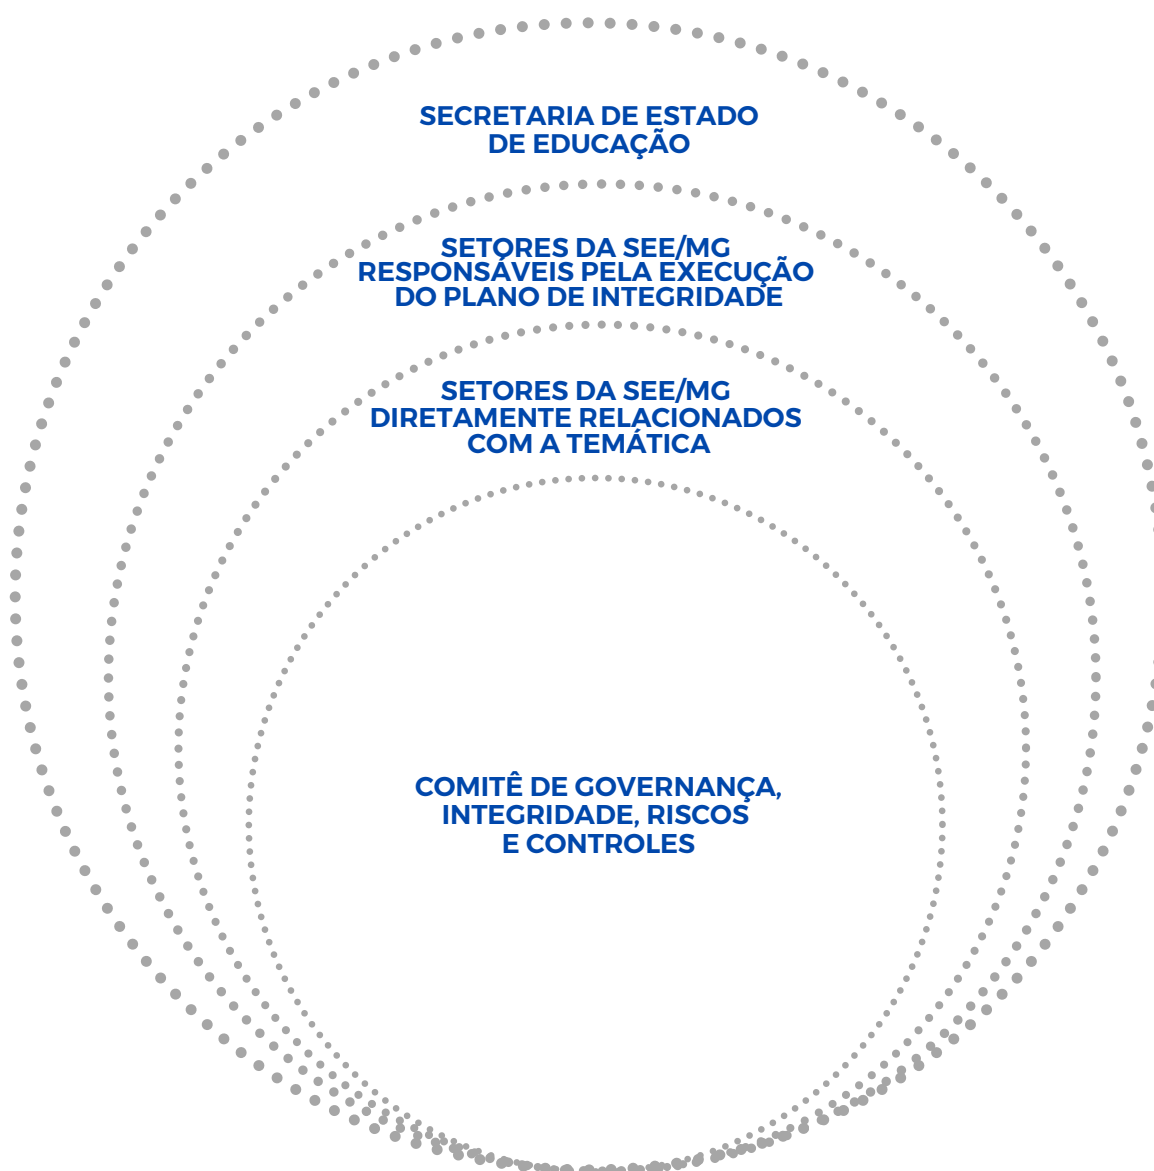 SECRETARIA DE ESTADO
DE EDUCAÇÃO
SETORES DA SEE/MG
RESPONSÁVEIS PELA EXECUÇÃO
DO PLANO DE INTEGRIDADE
SETORES DA SEE/MG
DIRETAMENTE RELACIONADOS
COM A TEMÁTICA
COMITÊ DE GOVERNANÇA,
INTEGRIDADE, RISCOS
E CONTROLES